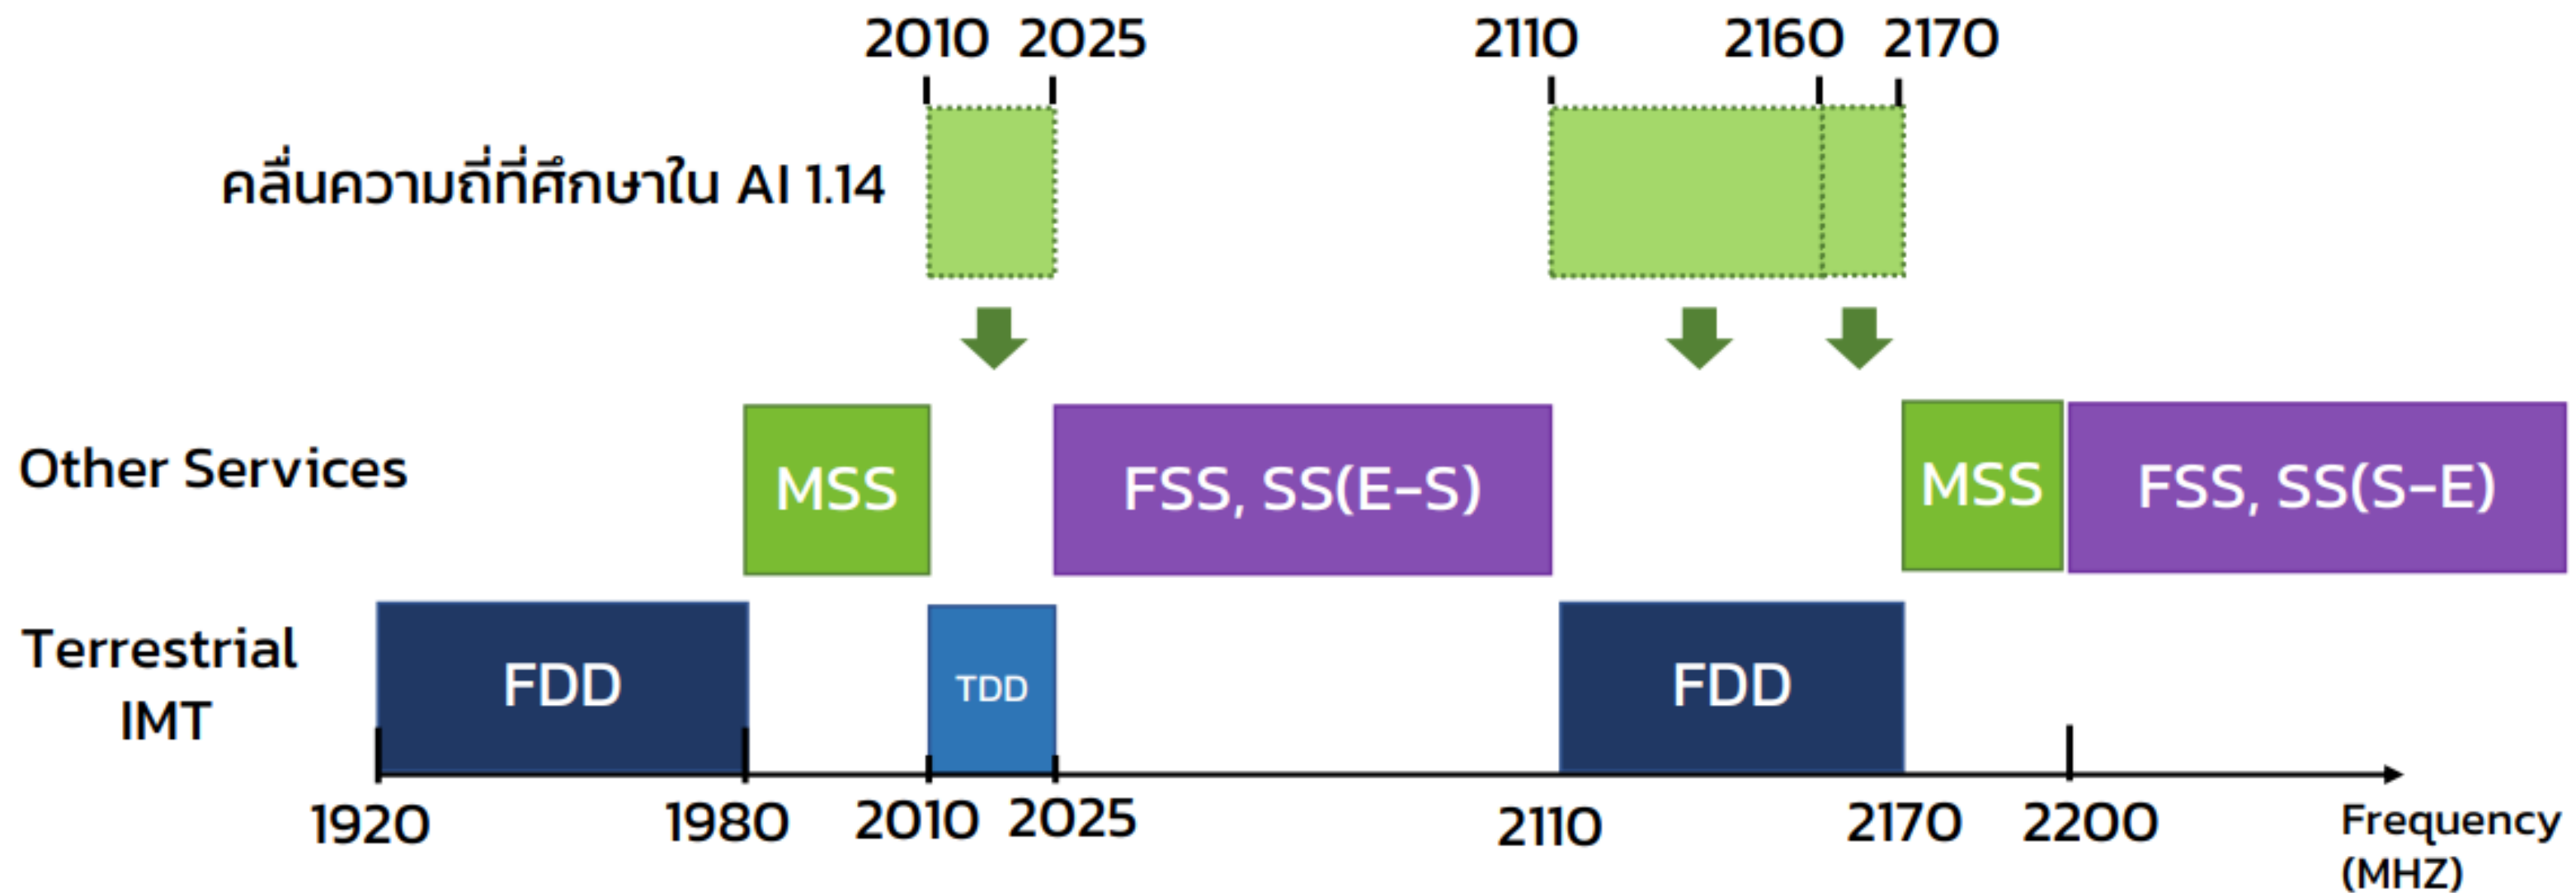 2010 2025 2110 2160 2170
คลื่นความถี่ที่ศึกษาใน AI 1.14
Other Services
MSS
FSS, SS(E-S)
MSS
FSS, SS(S-E)
Terrestrial
IMT
FDD
TDD
FDD
1920 1980 2010 2025 2110 2170 2200
Frequency
(MHZ)